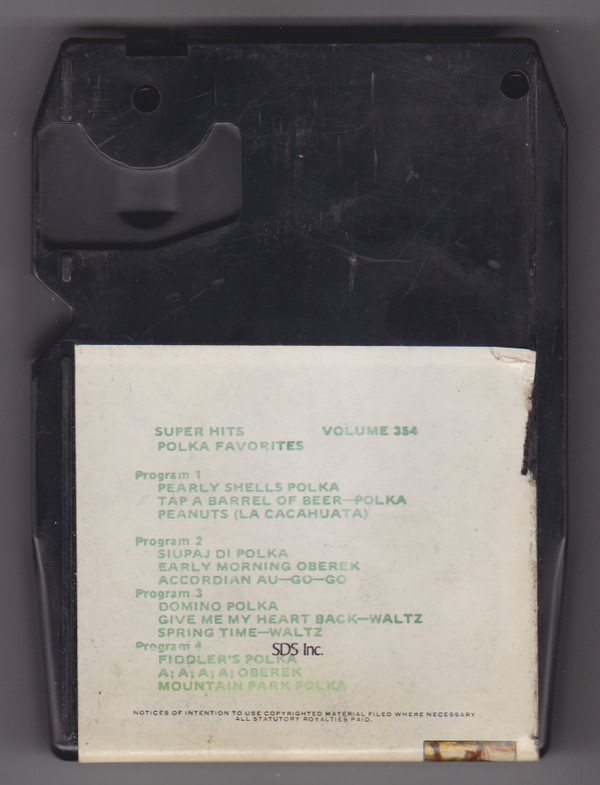 SUPER HITS VOLUME 354
POLKA FAVORITES
Program 1
PEARLY SHELLS POLKA
TAP A BARREL OF BEER—POLKA
PEANUTS (LA CACAHUATA)
Program 2
SIUPAJ DI POLKA
EARLY MORNING OBEREK
ACCORDIAN AU—GO—GO
Program 3
DOMINO POLKA
GIVE ME MY HEART BACK—WALTZ
SPRING TIME—WALTZ
Program 4
SDS Inc.
FIDDLER'S POLKA
A; A; A; A; OBEREK
MOUNTAIN PARK POLKA
NOTICES OF INTENTION TO USE COPYRIGHTED MATERIAL FILED WHERE NECESSARY
ALL STATUTORY ROYALTIES PAID.